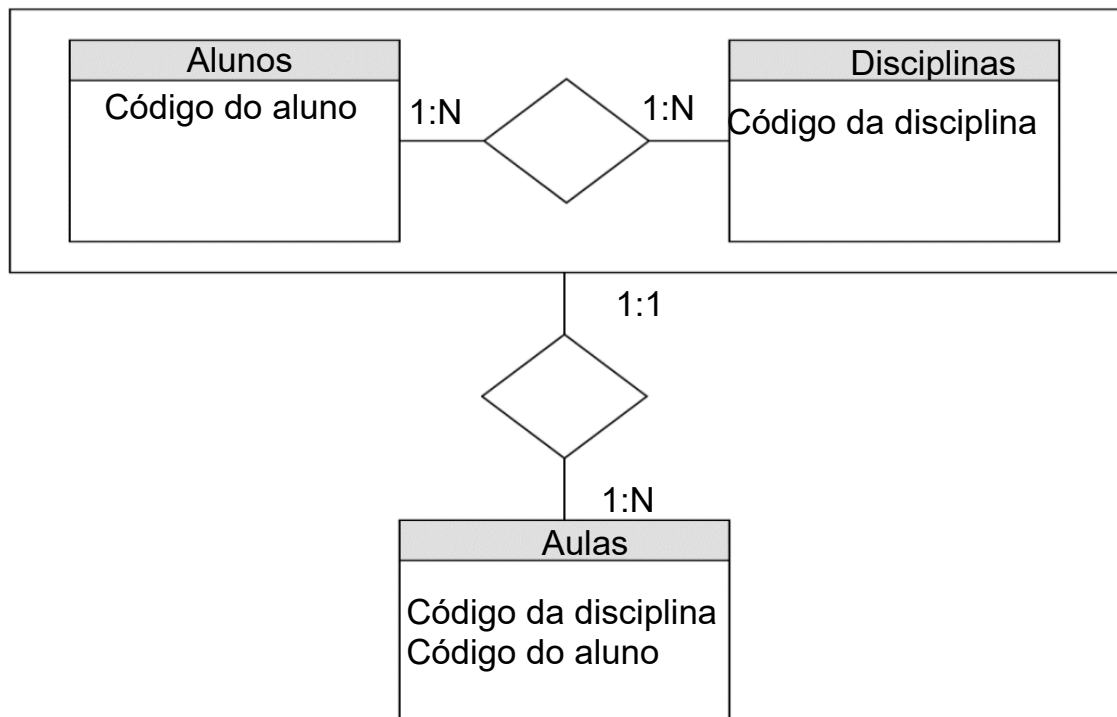 Alunos
Disciplinas
Código do aluno
1:N
1:N
Código da disciplina
1:1
1:N
Aulas
Código da disciplina
Código do aluno